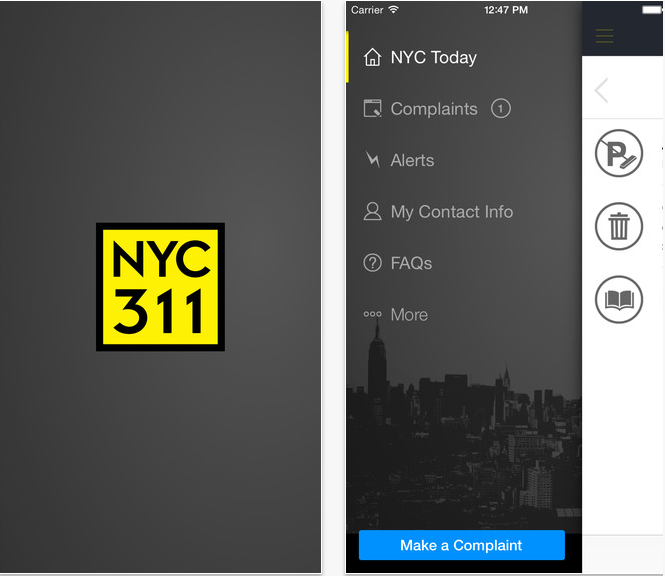 NYC
311
Carrier 12:47 PM
NYC Today
Complaints 1
Alerts
My Contact Info
? FAQs
More
Make a Complaint
P